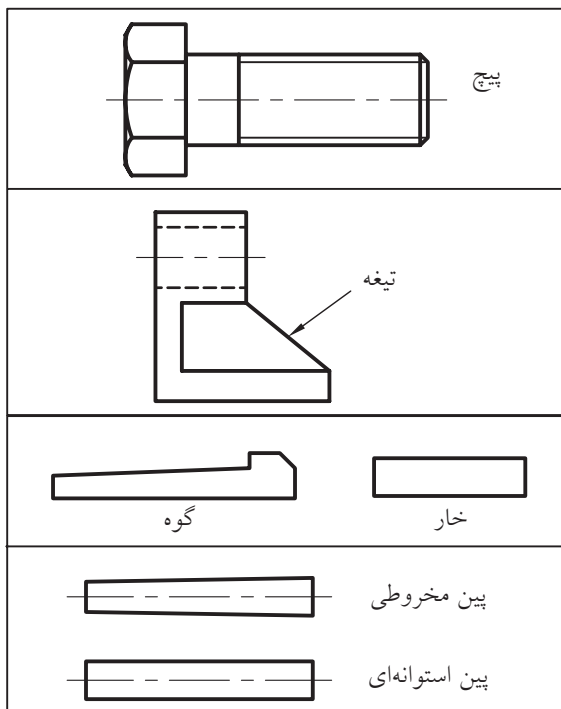 پیچ
تیغه
خار
گوه
پین مخروطی
پین استوانه‌ای